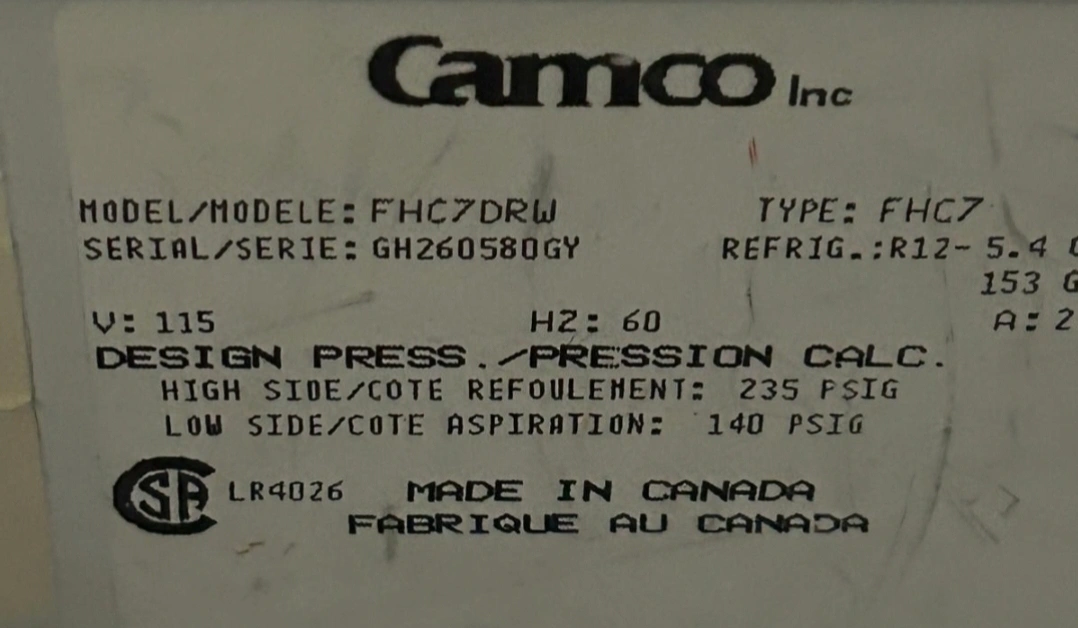 Camco Inc
MODEL/MODELE: FHC7DRW TYPE: FHC7
SERIAL/SERIE: GH260580GY REFRIG.:R12- 5.4
153 G
V: 115 HZ: 60 A: 2
DESIGN PRESS./PRESSION CALC.
HIGH SIDE/COTE REFOULEMENT: 235 PSIG
LOW SIDE/COTE ASPIRATION: 140 PSIG
CSA LR4026 MADE IN CANADA
FABRIQUE AU CANADA